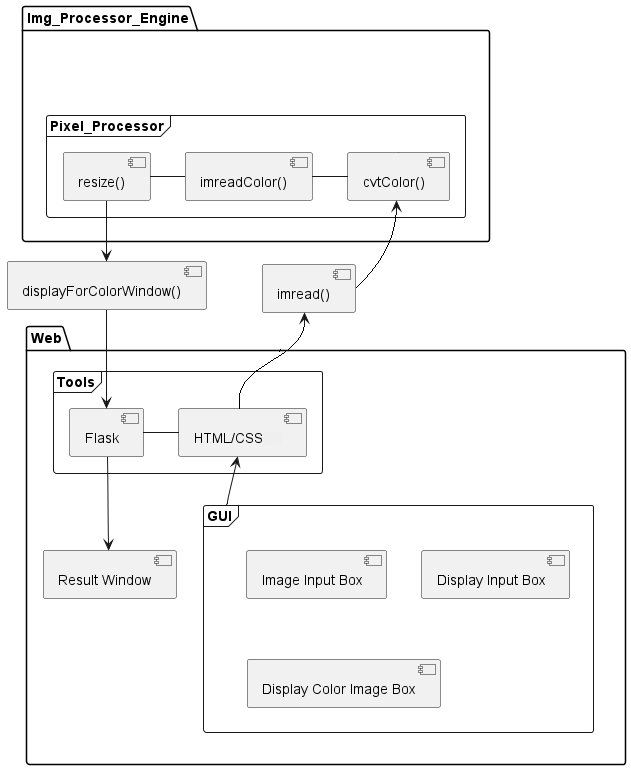 Img_Processor_Engine
Pixel_Processor
resize()
imreadColor()
cvtColor()
displayForColorWindow()
imread()
Web
Tools
Flask
HTML/CSS
GUI
Result Window
Image Input Box
Display Input Box
Display Color Image Box